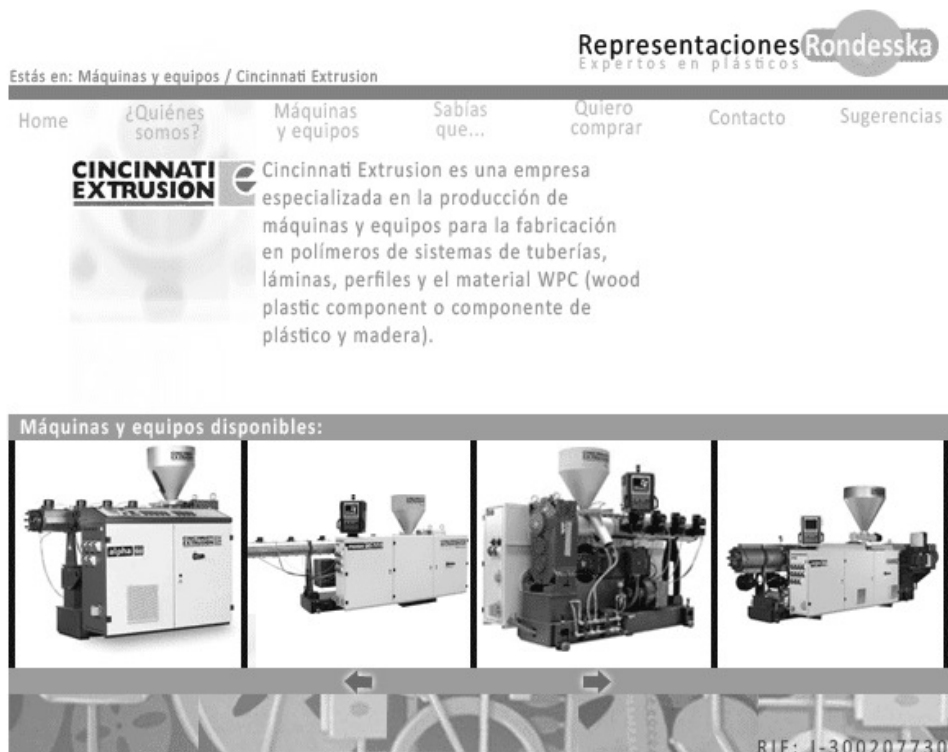 Representaciones Rondesska
Expertos en plásticos
Estás en: Máquinas y equipos / Cincinnati Extrusion
Home
¿Quiénes
somos?
Máquinas
y equipos
Sabías
que...
Quiero
comprar
Contacto
Sugerencias
CINCINNATI
EXTRUSION
Cincinnati Extrusion es una empresa
especializada en la producción de
máquinas y equipos para la fabricación
en polímeros de sistemas de tuberías,
láminas, perfiles y el material WPC (wood
plastic component o componente de
plástico y madera).
Máquinas y equipos disponibles:
alpha
CINCINNATI
EXTRUSION
RIF: J-300207730